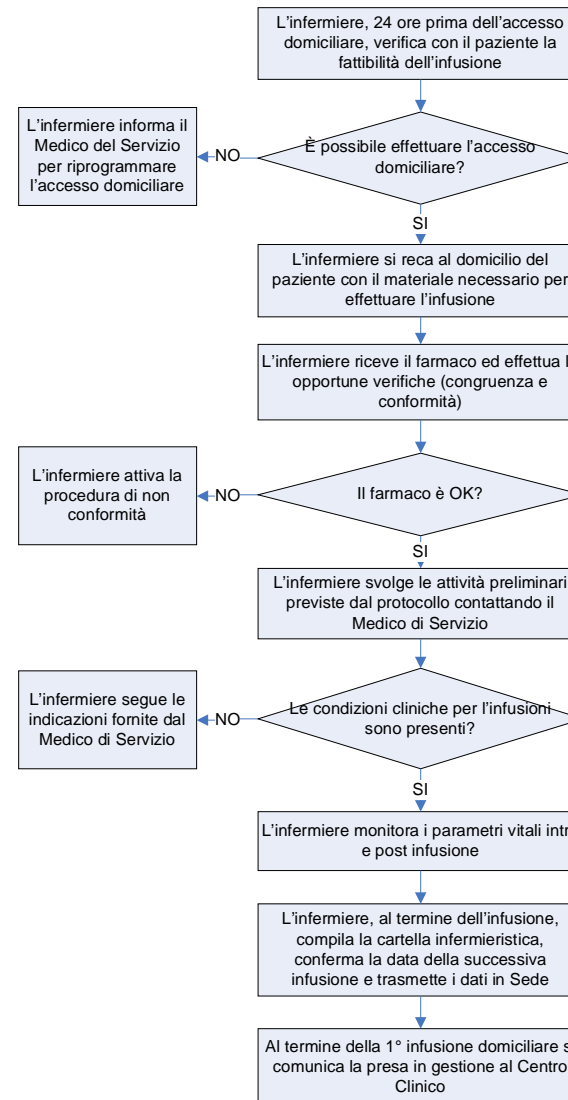 L'infermiere, 24 ore prima dell'accesso
domiciliare, verifica con il paziente la
fattibilità dell'infusione
È possibile effettuare l'accesso
domiciliare?
NO
L'infermiere informa il
Medico del Servizio
per riprogrammare
l'accesso domiciliare
SI
L'infermiere si reca al domicilio del
paziente con il materiale necessario per
effettuare l'infusione
L'infermiere riceve il farmaco ed effettua l
opportune verifiche (congruenza e
conformità)
Il farmaco è OK?
NO
L'infermiere attiva la
procedura di non
conformità
SI
L'infermiere svolge le attività preliminari
previste dal protocollo contattando il
Medico di Servizio
Le condizioni cliniche per l'infusioni
sono presenti?
NO
L'infermiere segue le
indicazioni fornite dal
Medico di Servizio
SI
L'infermiere monitora i parametri vitali intr
e post infusione
L'infermiere, al termine dell'infusione,
compila la cartella infermieristica,
conferma la data della successiva
infusione e trasmette i dati in Sede
Al termine della 1° infusione domiciliare s
comunica la presa in gestione al Centro
Clinico